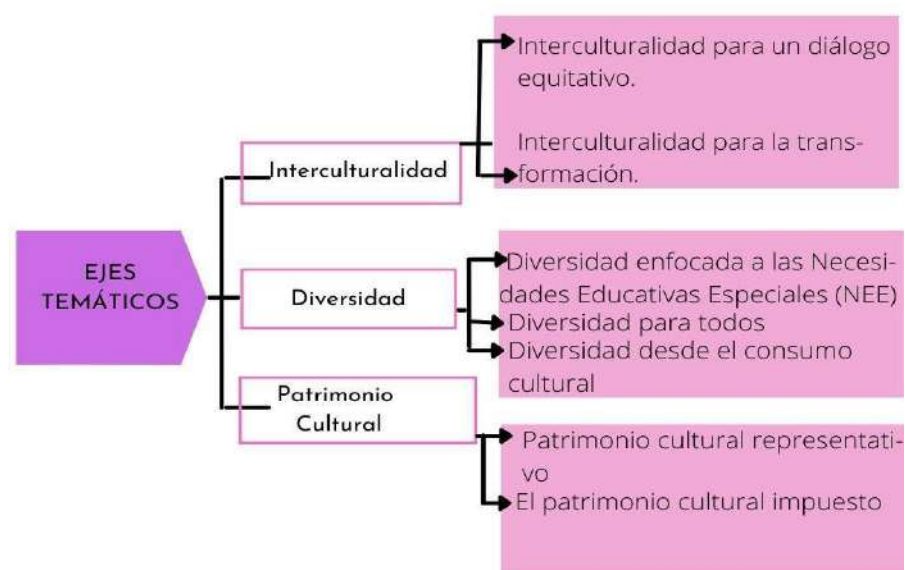 EJES
TEMÁTICOS
Interculturalidad
Interculturalidad para un diálogo
equitativo.
Interculturalidad para la trans-
formación.
Diversidad
Diversidad enfocada a las Necesi-
dades Educativas Especiales (NEE)
Diversidad para todos
Diversidad desde el consumo
cultural
Patrimonio
Cultural
Patrimonio cultural representati-
vo
El patrimonio cultural impuesto